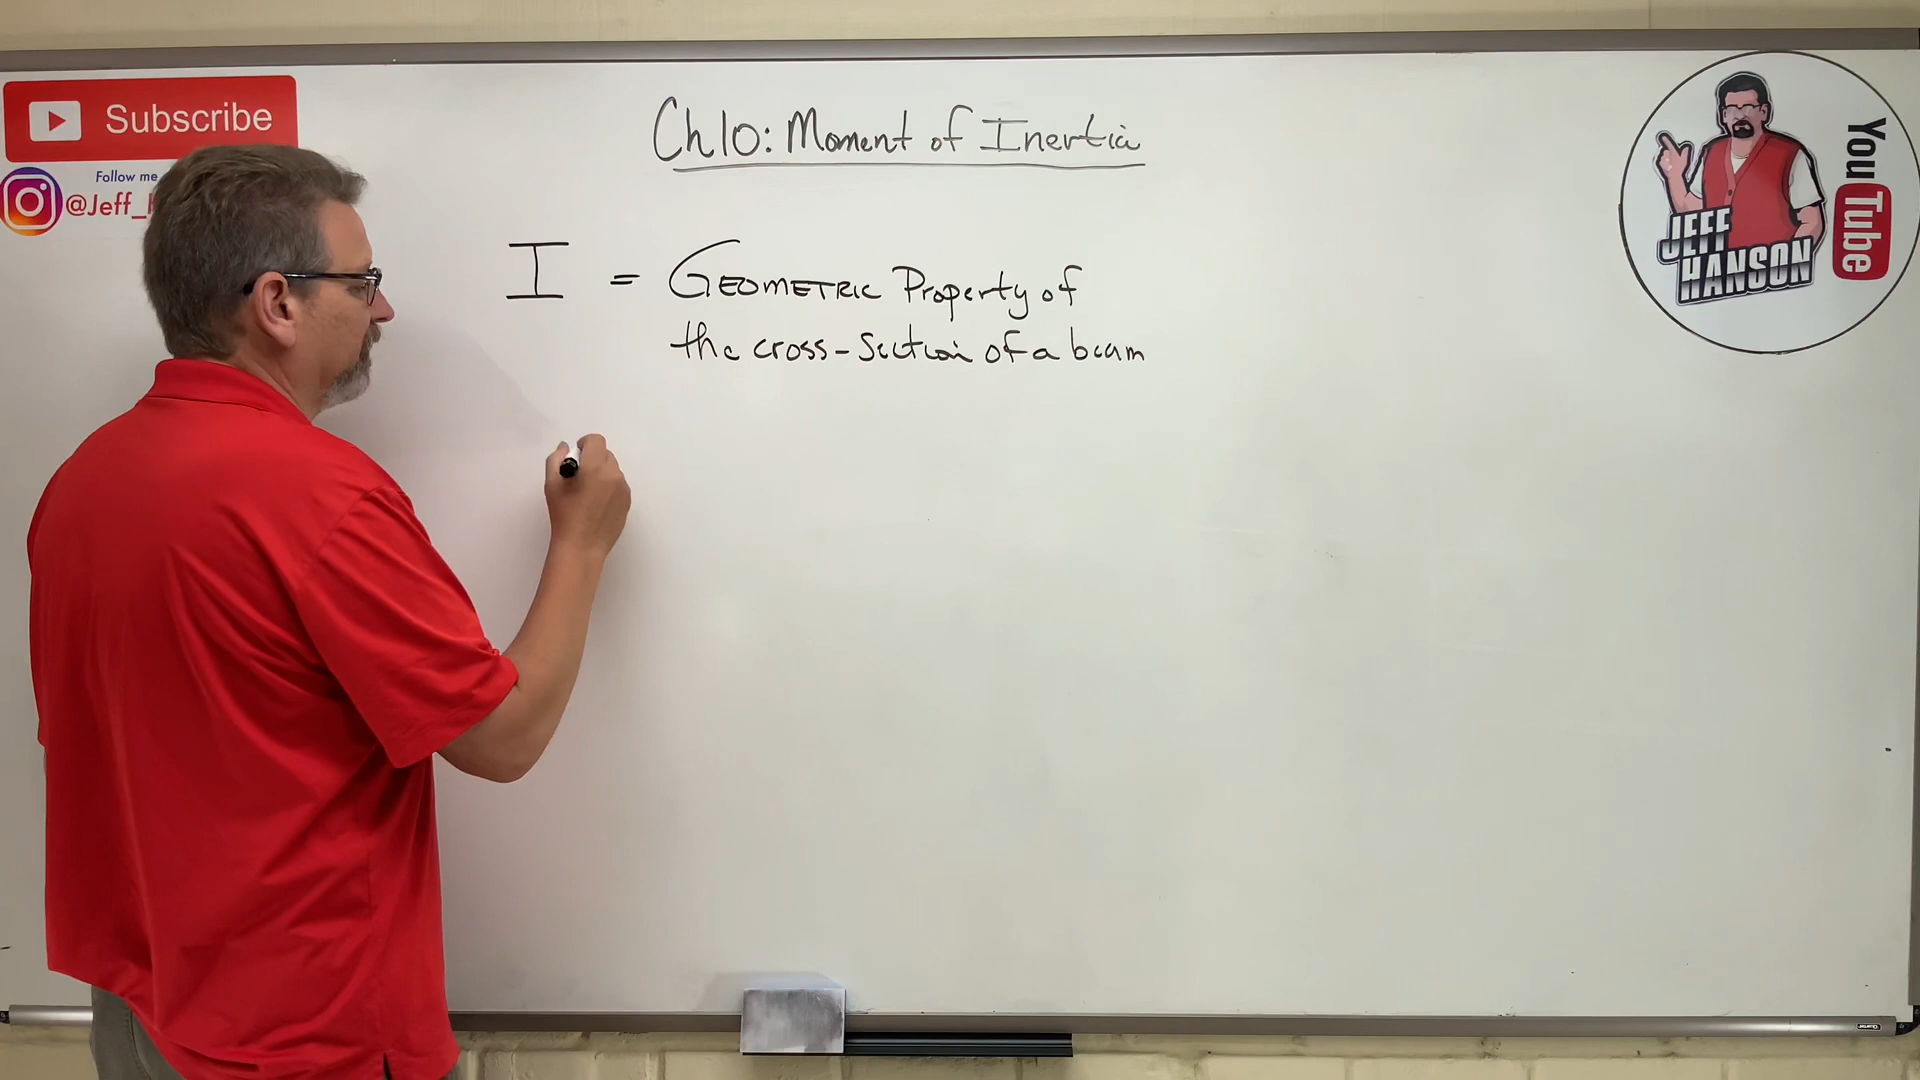 Subscribe
Follow me
@Jeff_
Ch10: Moment of Inertia
I = GEOMETRIC Property of
the cross-section of a beam
JEFF
HANSON
YouTube